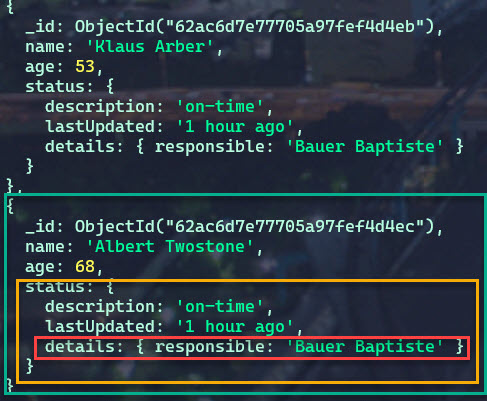 {
_id: ObjectId("62ac6d7e77705a97fef4d4eb"),
name: 'Klaus Arber',
age: 53,
status: {
description: 'on-time',
lastUpdated: '1 hour ago',
details: { responsible: 'Bauer Baptiste' }
}
},
{
_id: ObjectId("62ac6d7e77705a97fef4d4ec"),
name: 'Albert Twostone',
age: 68,
status: {
description: 'on-time',
lastUpdated: '1 hour ago',
details: { responsible: 'Bauer Baptiste' }
}
}